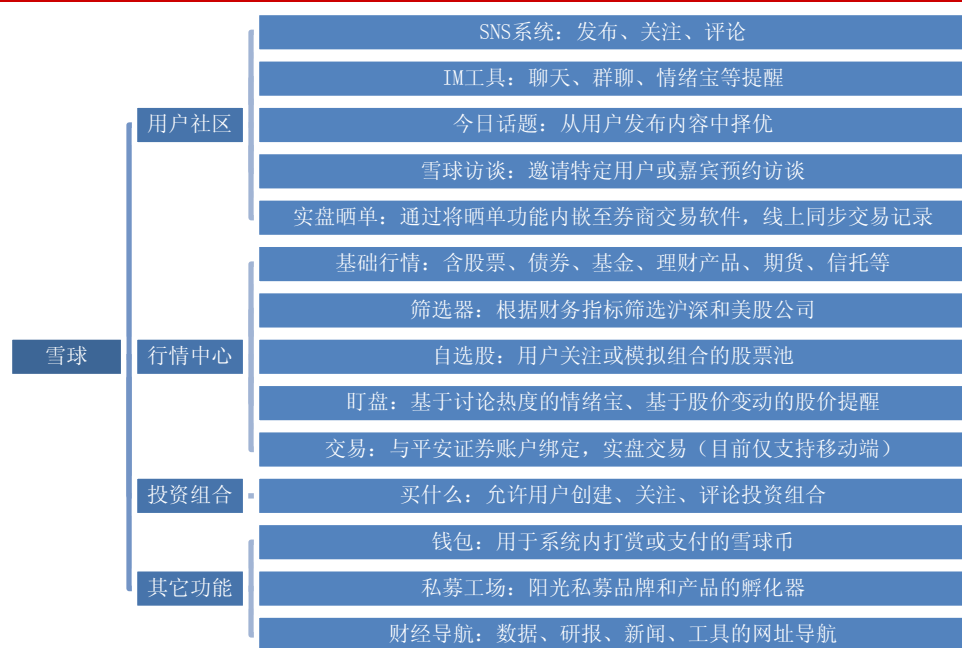 雪球
用户社区
SNS系统：发布、关注、评论
IM工具：聊天、群聊、情绪宝等提醒
今日话题：从用户发布内容中择优
雪球访谈：邀请特定用户或嘉宾预约访谈
实盘晒单：通过将晒单功能内嵌至券商交易软件，线上同步交易记录
行情中心
基础行情：含股票、债券、基金、理财产品、期货、信托等
筛选器：根据财务指标筛选沪深和美股公司
自选股：用户关注或模拟组合的股票池
盯盘：基于讨论热度的情绪宝、基于股价变动的股价提醒
交易：与平安证券账户绑定，实盘交易（目前仅支持移动端）
投资组合
买什么：允许用户创建、关注、评论投资组合
其它功能
钱包：用于系统内打赏或支付的雪球币
私募工场：阳光私募品牌和产品的孵化器
财经导航：数据、研报、新闻、工具的网址导航